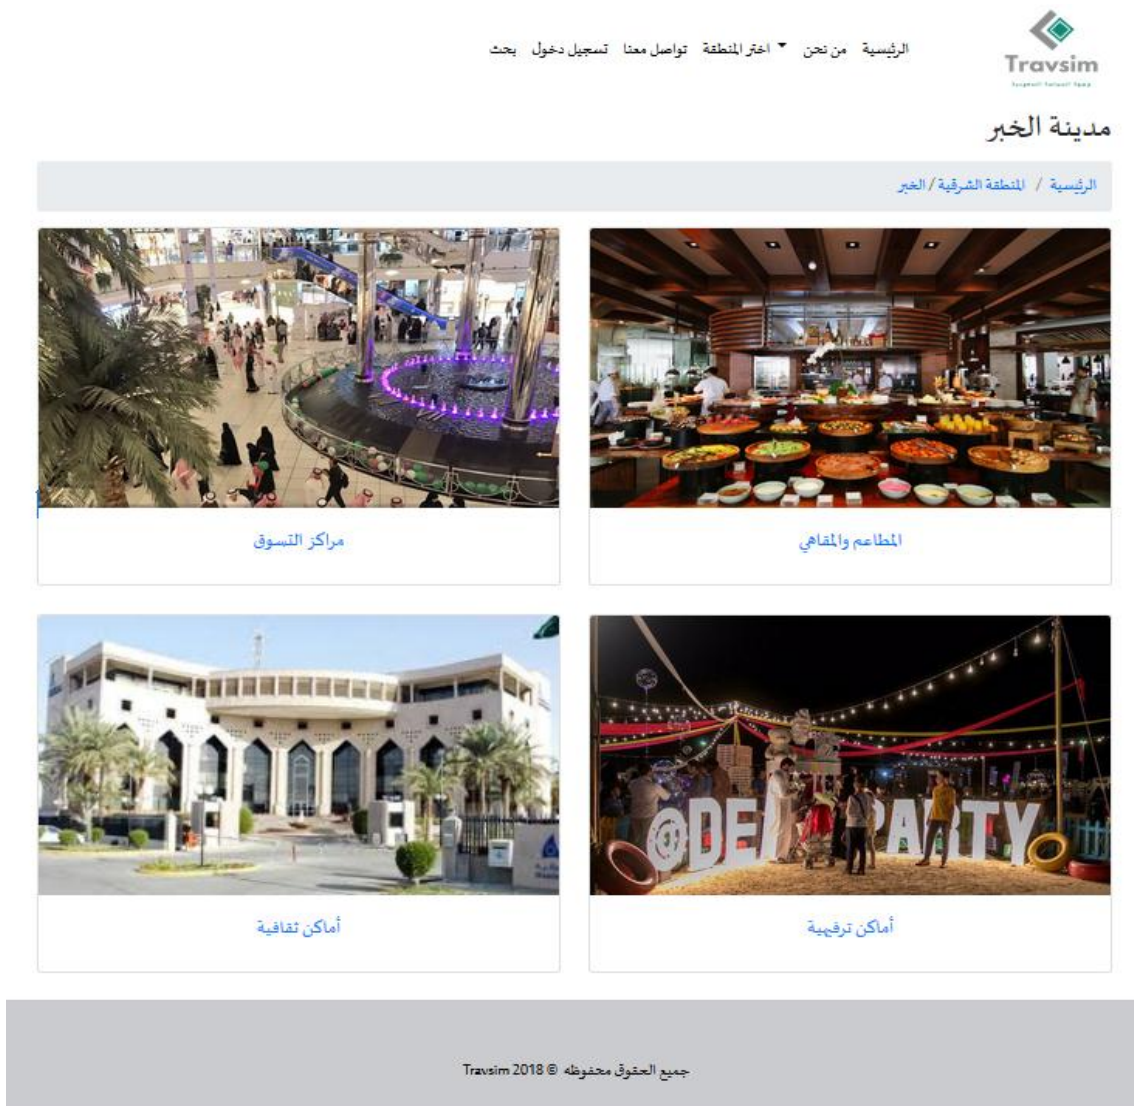 Travsim
الرئيسية من نحن اختر المنطقة تواصل معنا تسجيل دخول بحث
مدينة الخبر
الرئيسية / المنطقة الشرقية / الخبر
المطاعم والمقاهي
مراكز التسوق
PARTY
أماكن ترفيهية
أماكن ثقافية
جميع الحقوق محفوظه © Travsim 2018